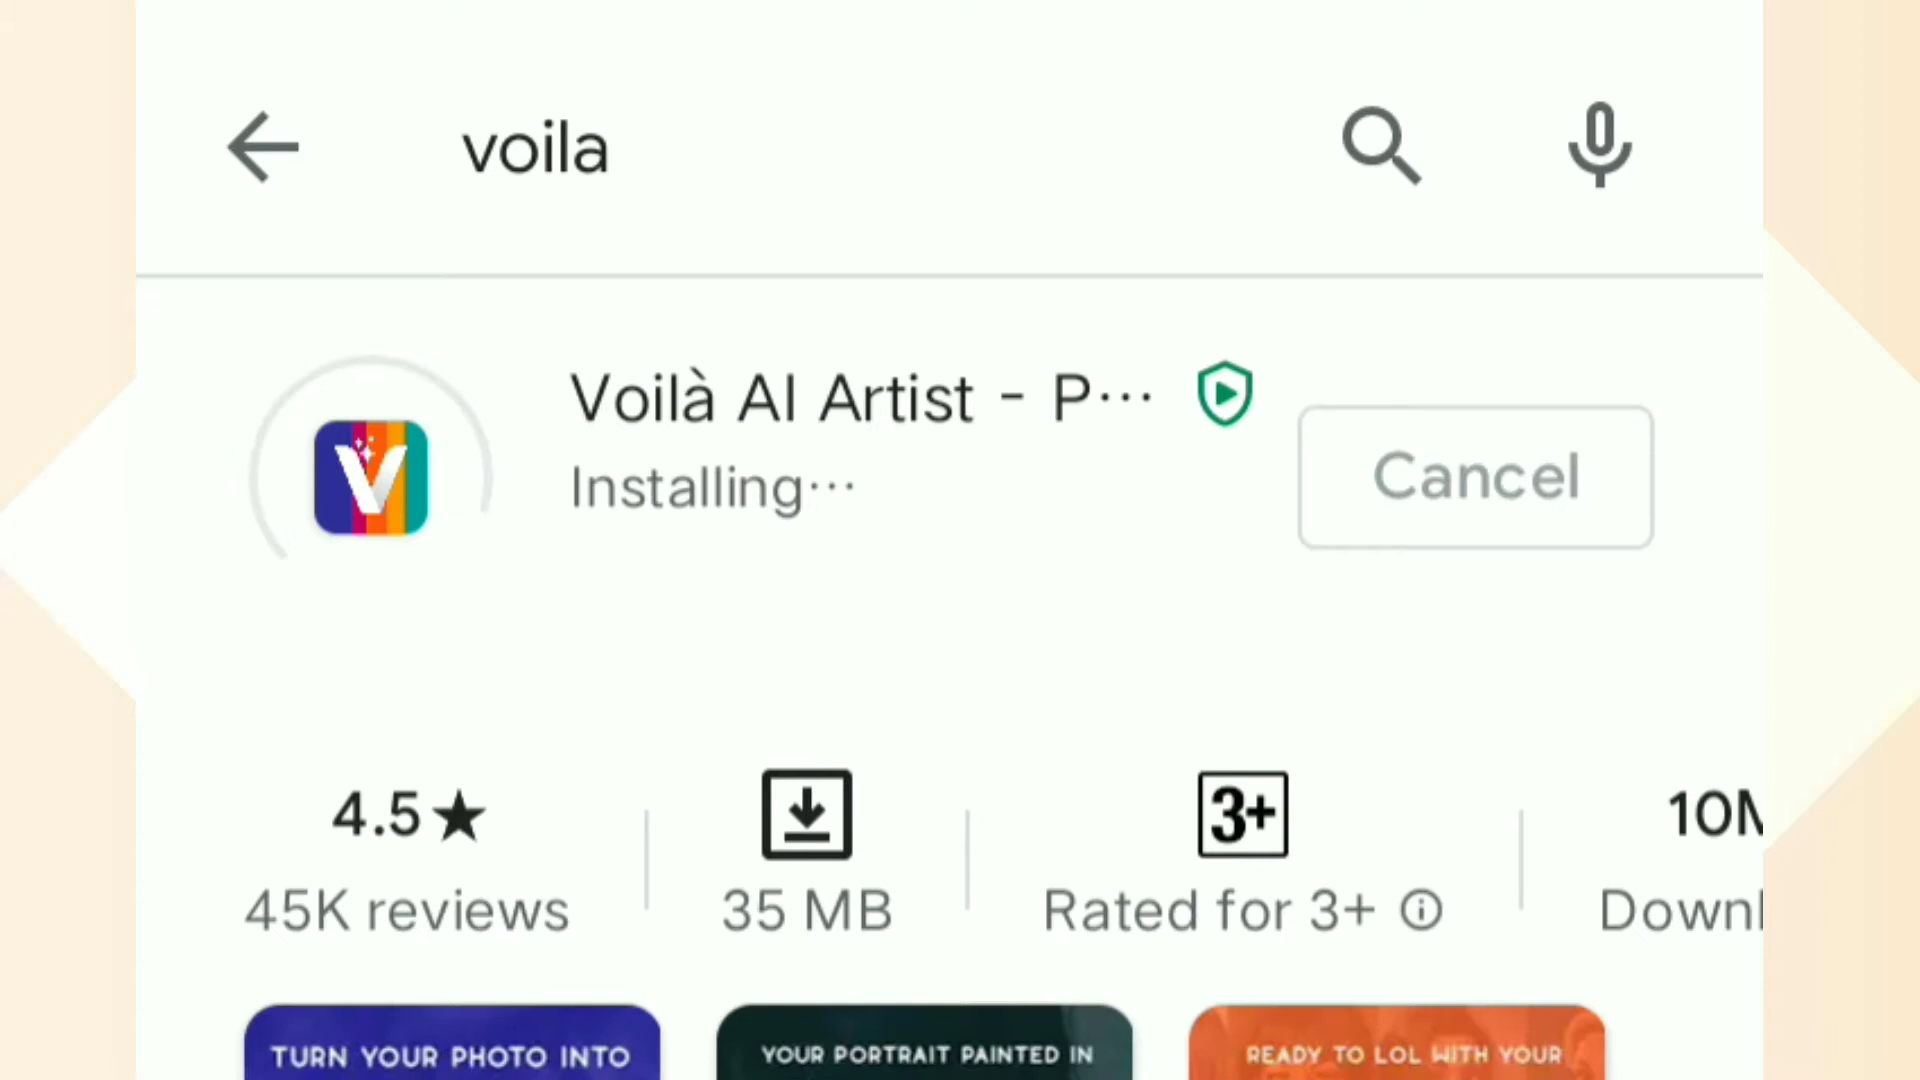 voila
Voilà AI Artist - P...
Installing...
Cancel
4.5★
45K reviews
35 MB
3+
Rated for 3+
10M
Downl
TURN YOUR PHOTO INTO
YOUR PORTRAIT PAINTED IN
READY TO LOL WITH YOUR